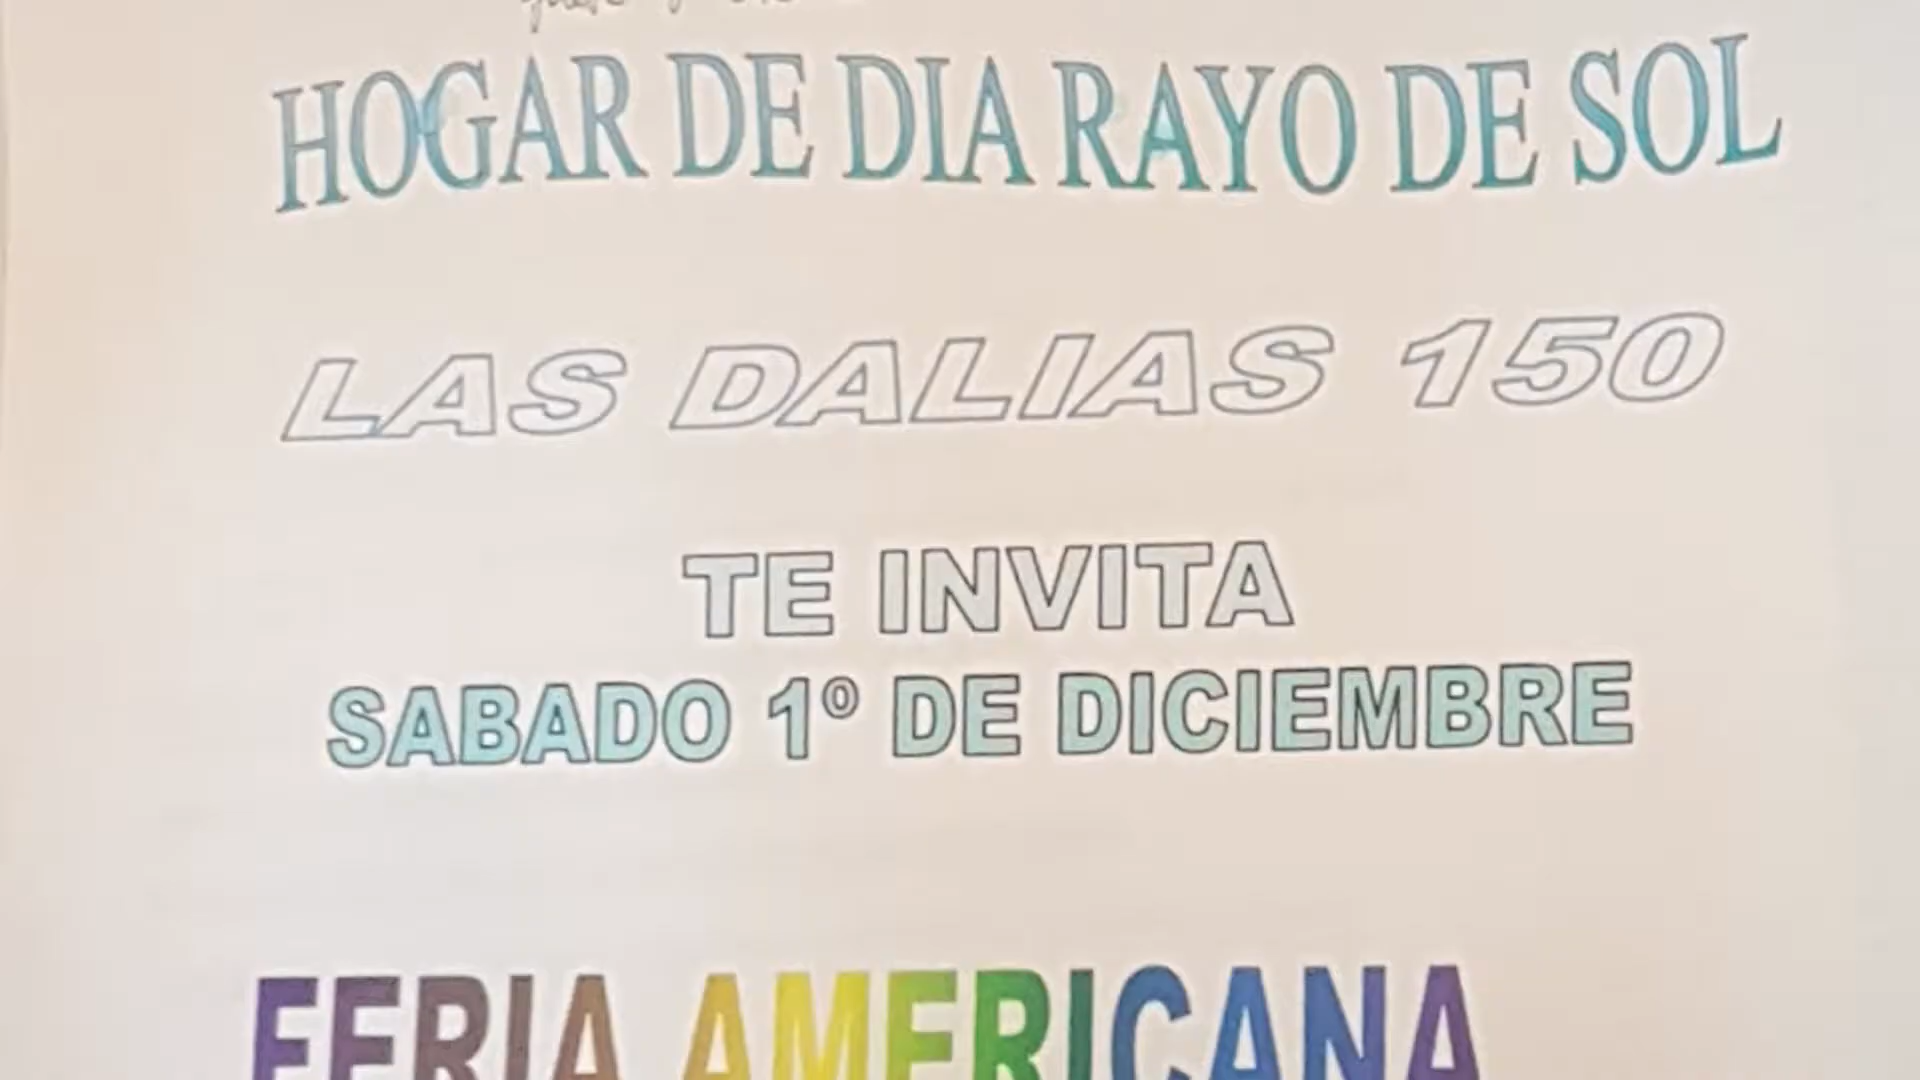 HOGAR DE DIA RAYO DE SOL
LAS DALIAS 150
TE INVITA
SABADO 1º DE DICIEMBRE
FERIA AMERICANA